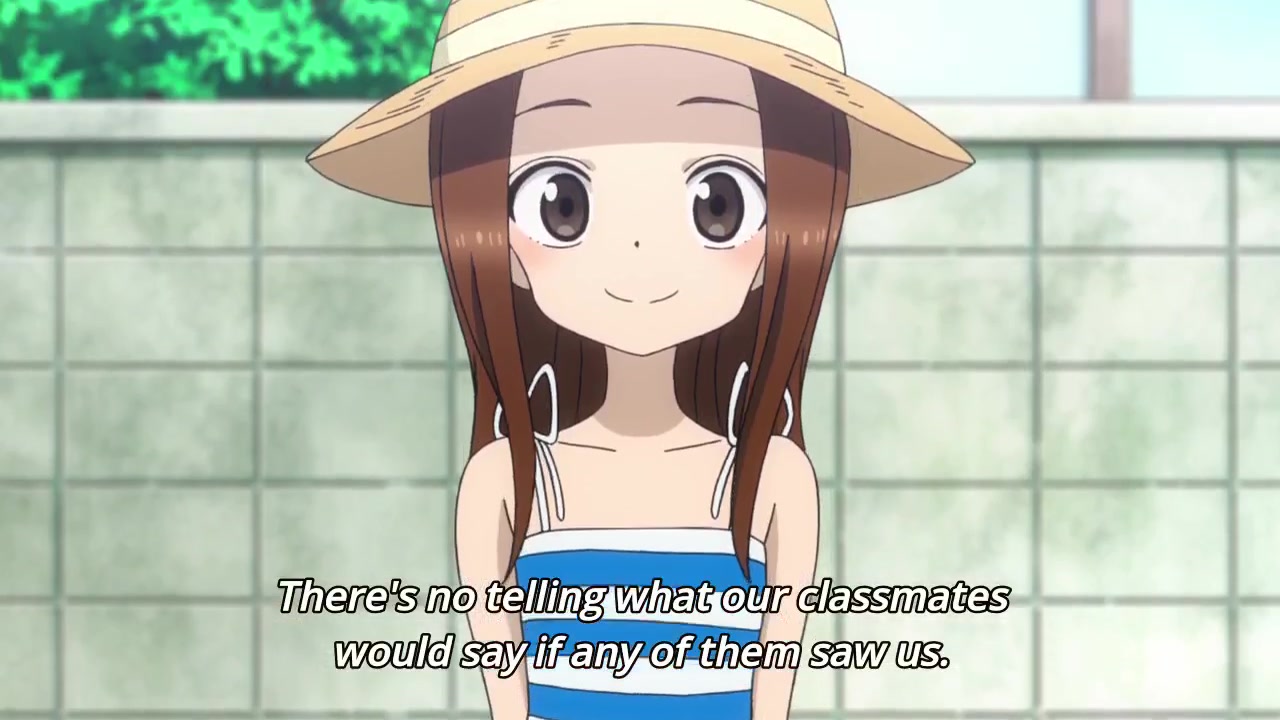 There's no telling what our classmates
would say if any of them saw us.